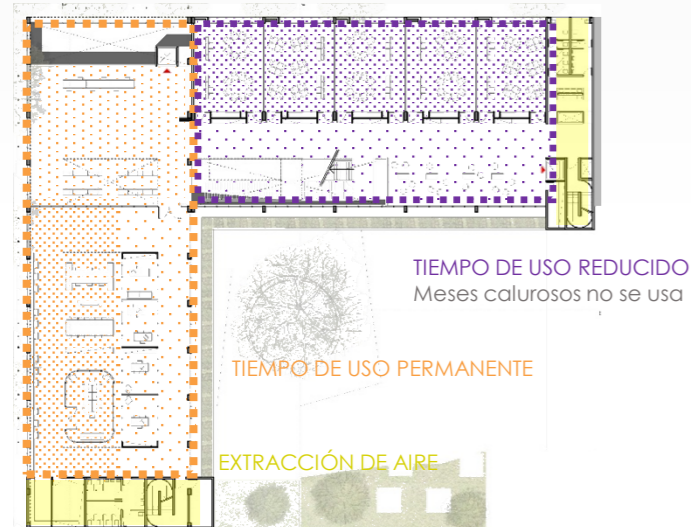 TIEMPO DE USO REDUCIDO
Meses calurosos no se usa
TIEMPO DE USO PERMANENTE
EXTRACCIÓN DE AIRE